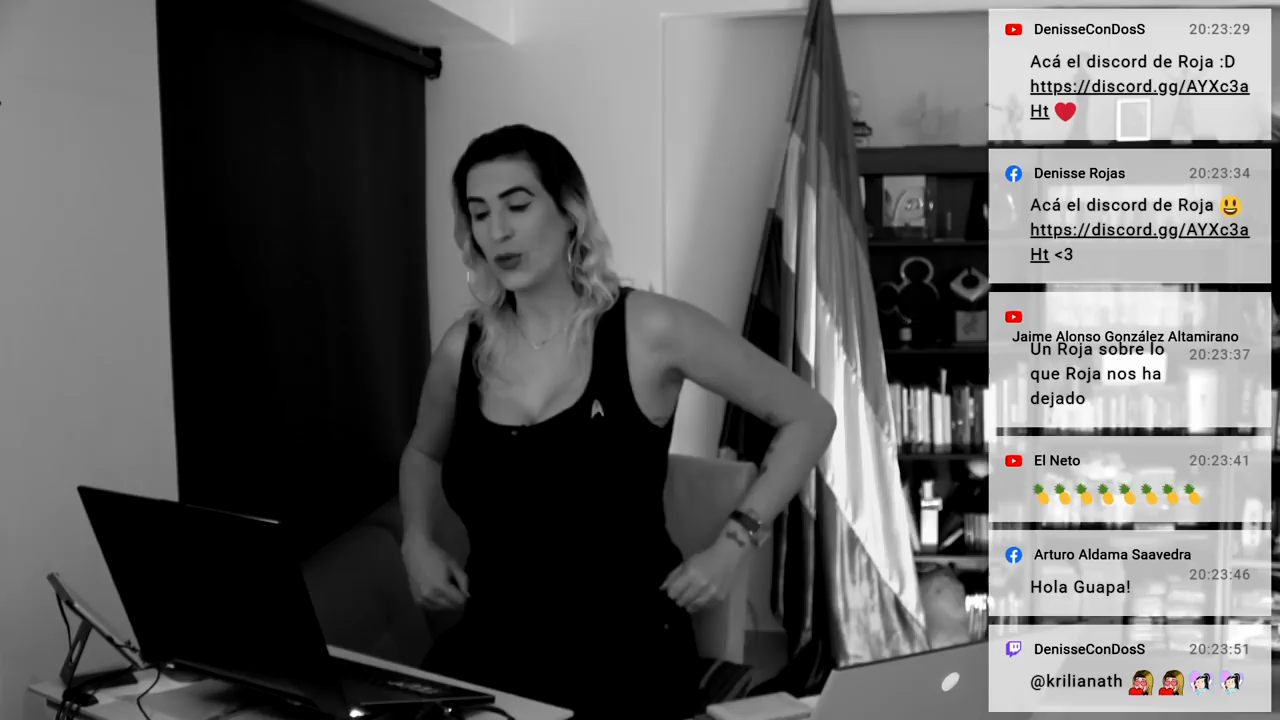 DenisseConDosS 20:23:29
Acá el discord de Roja :D
https://discord.gg/AYXc3a
Ht ❤️
Denisse Rojas 20:23:34
Acá el discord de Roja 😃
https://discord.gg/AYXc3a
Ht <3
Jaime Alonso González Altamirano
Un Roja sobre lo 20:23:37
que Roja nos ha
dejado
El Neto 20:23:41
🍍🍍🍍🍍🍍🍍🍍🍍
Arturo Aldama Saavedra
20:23:46
Hola Guapa!
DenisseConDosS 20:23:51
@krilianath